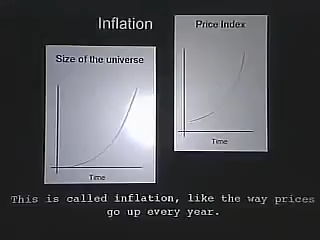 Inflation
Price Index
Size of the universe
Time
Time
This is called inflation, like the way prices
go up every year.